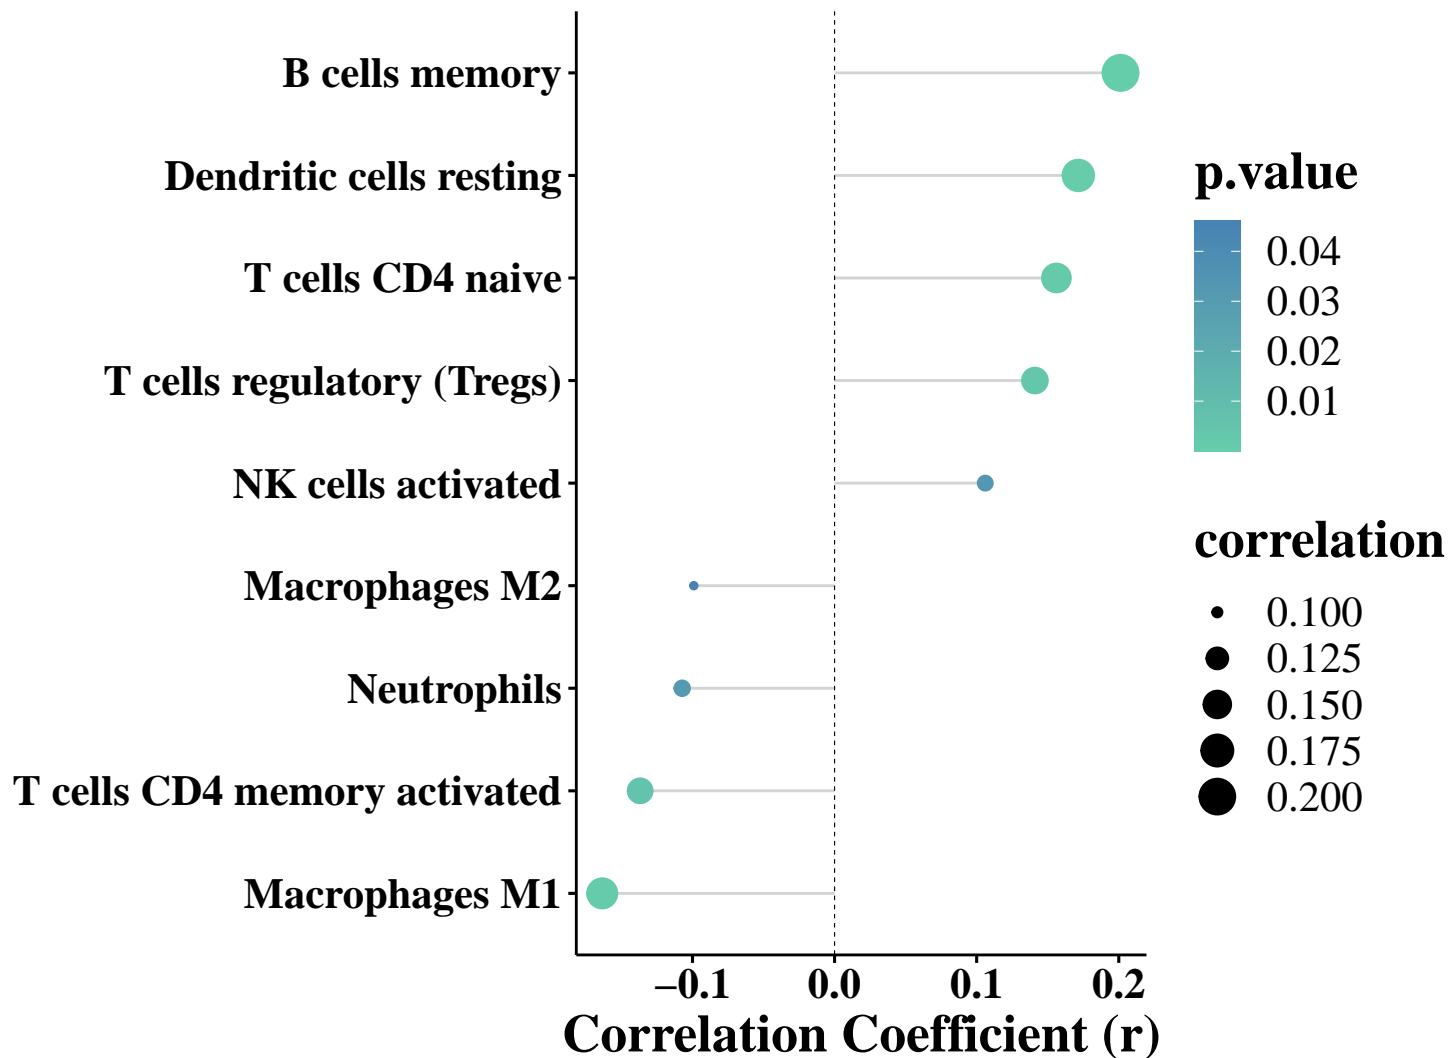 B cells memory
Dendritic cells resting
T cells CD4 naive
T cells regulatory (Tregs)
NK cells activated
Macrophages M2
Neutrophils
T cells CD4 memory activated
Macrophages M1
−0.1 0.0 0.1 0.2
Correlation Coefficient (r)
p.value
0.04
0.03
0.02
0.01
correlation
0.100
0.125
0.150
0.175
0.200